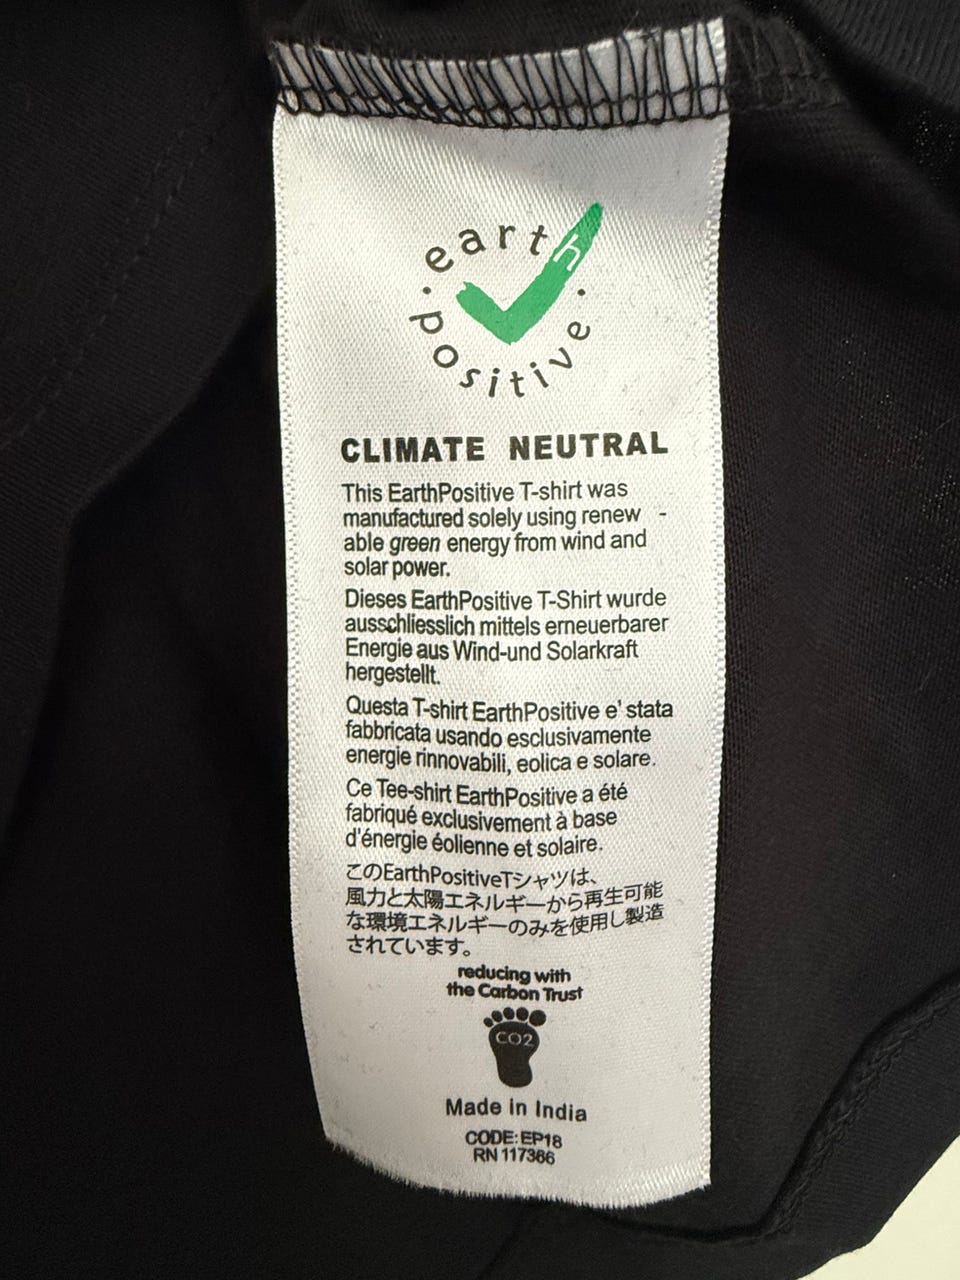 earth
positive
CLIMATE NEUTRAL
This EarthPositive T-shirt was
manufactured solely using renew -
able green energy from wind and
solar power.
Dieses EarthPositive T-Shirt wurde
ausschliesslich mittels erneuerbarer
Energie aus Wind-und Solarkraft
hergestellt.
Questa T-shirt EarthPositive e' stata
fabbricata usando esclusivamente
energie rinnovabili, eolica e solare.
Ce Tee-shirt EarthPositive a été
fabriqué exclusivement à base
d'énergie éolienne et solaire.
このEarthPositiveTシャツは、
風力と太陽エネルギーから再生可能
な環境エネルギーのみを使用し製造
されています。
reducing with
the Carbon Trust
CO2
Made in India
CODE: EP18
RN 117366